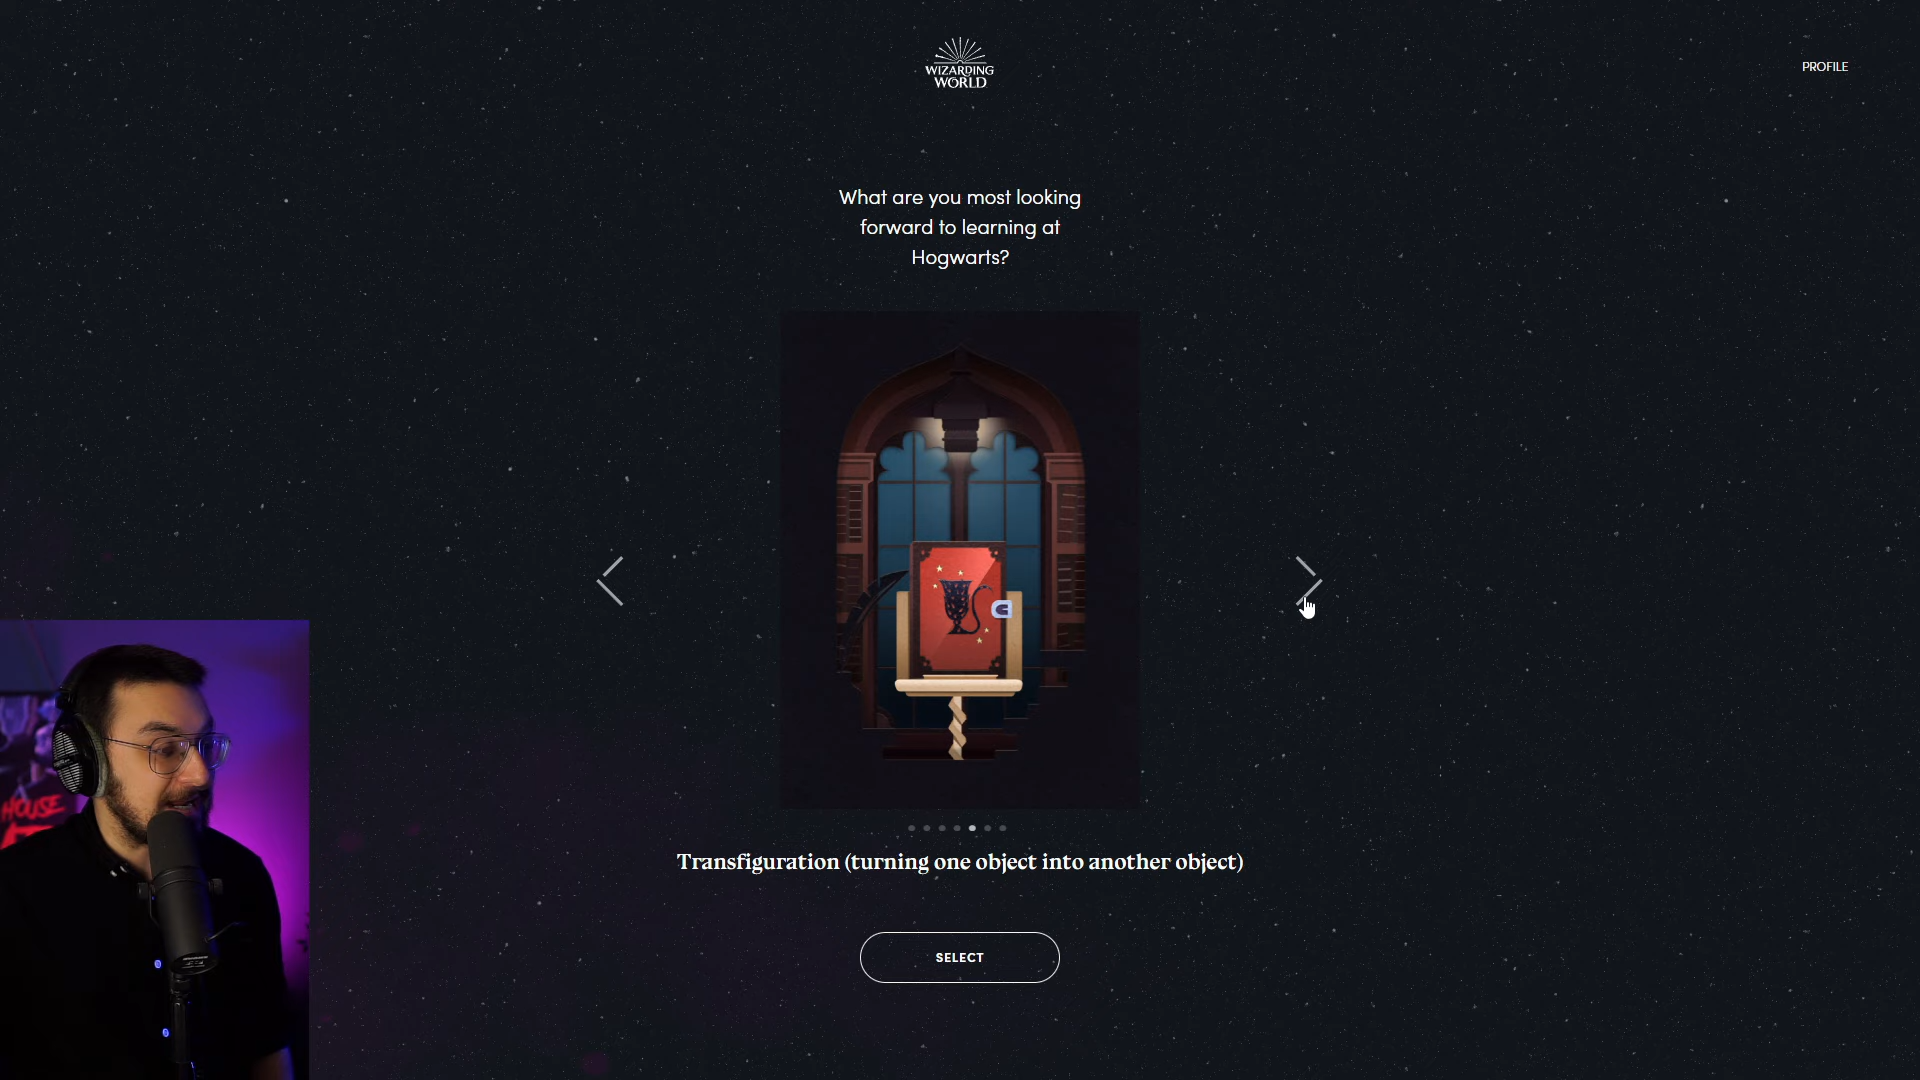 WIZARDING
WORLD
PROFILE
What are you most looking
forward to learning at
Hogwarts?
Transfiguration (turning one object into another object)
SELECT
HOUSE